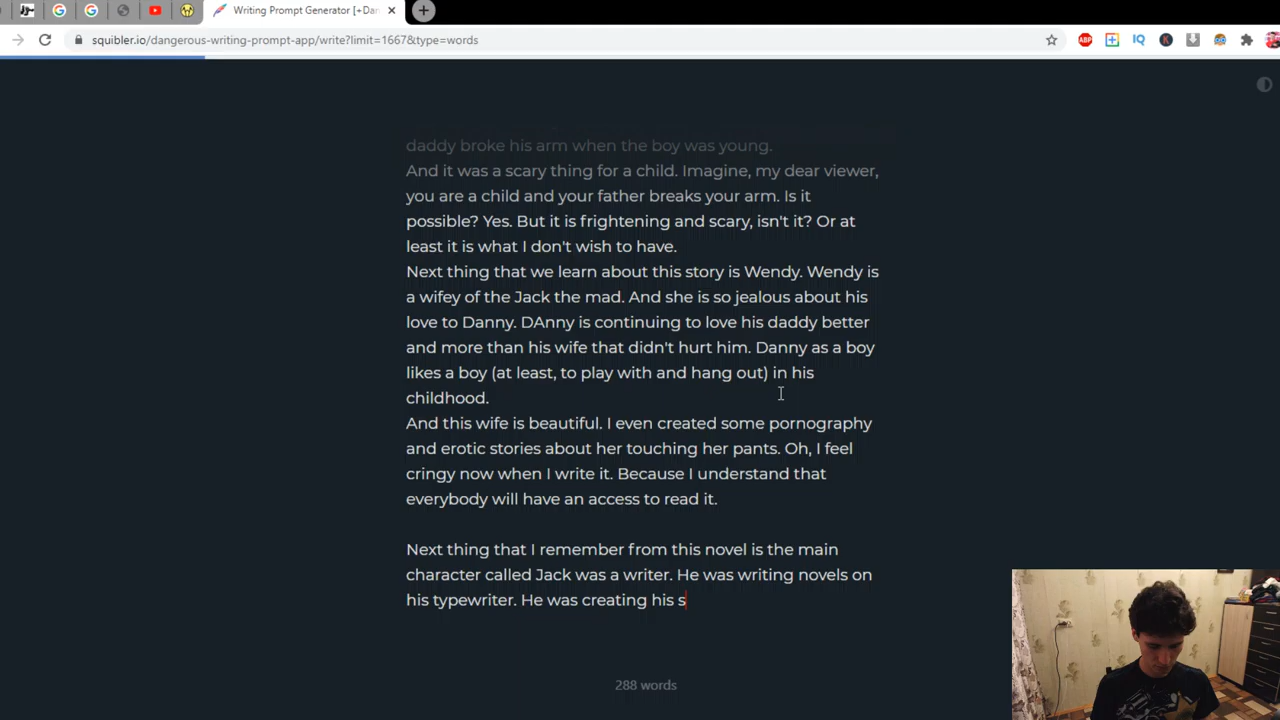 Writing Prompt Generator [+Dan
squibler.io/dangerous-writing-prompt-app/write?limit=1667&type=words
ABP
IQ
K
daddy broke his arm when the boy was young.
And it was a scary thing for a child. Imagine, my dear viewer,
you are a child and your father breaks your arm. Is it
possible? Yes. But it is frightening and scary, isn't it? Or at
least it is what I don't wish to have.
Next thing that we learn about this story is Wendy. Wendy is
a wifey of the Jack the mad. And she is so jealous about his
love to Danny. DAnny is continuing to love his daddy better
and more than his wife that didn't hurt him. Danny as a boy
likes a boy (at least, to play with and hang out) in his
childhood.
And this wife is beautiful. I even created some pornography
and erotic stories about her touching her pants. Oh, I feel
cringy now when I write it. Because I understand that
everybody will have an access to read it.
Next thing that I remember from this novel is the main
character called Jack was a writer. He was writing novels on
his typewriter. He was creating his s
288 words